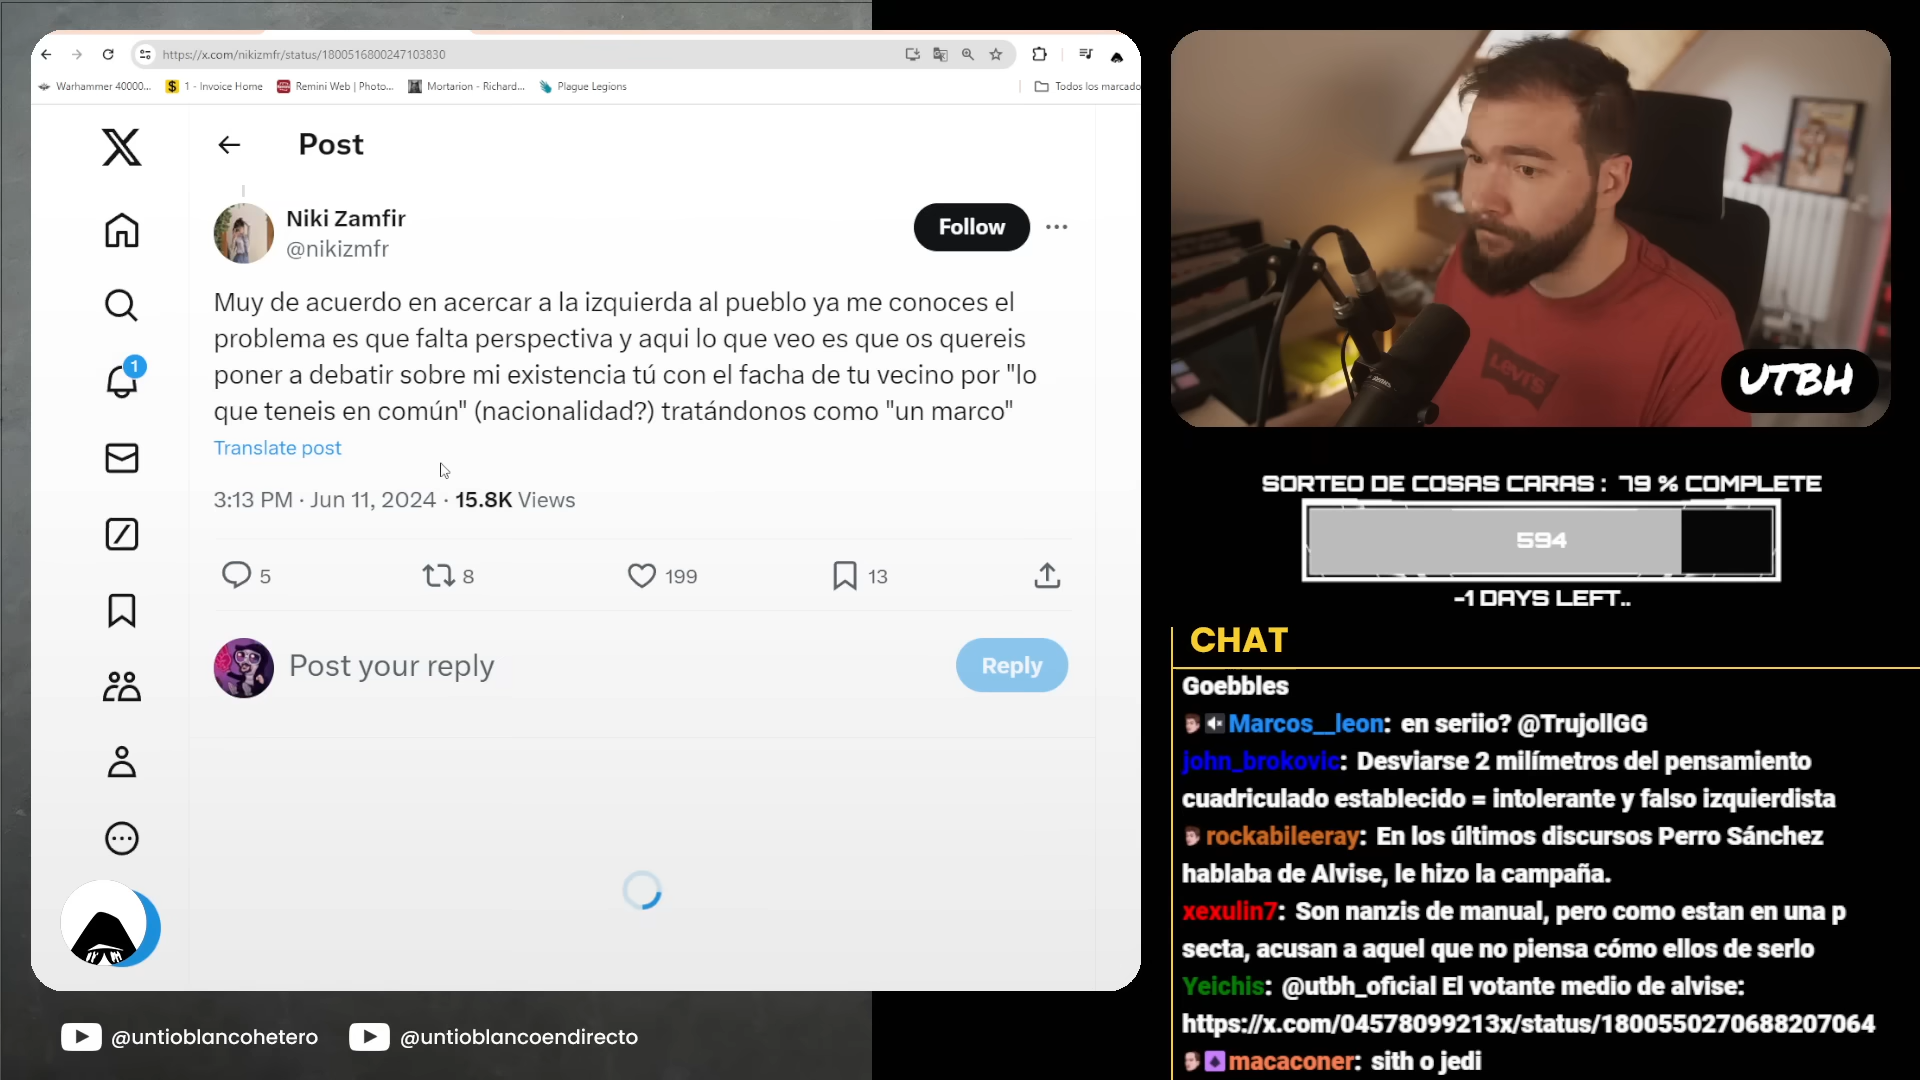 https://x.com/nikizmfr/status/1800516800247103830
Warhammer 40000...
1 - Invoice Home
Remini Web | Photo...
Mortarion - Richard...
Plague Legions
Todos los marcado
Post
Niki Zamfir
@nikizmfr
Follow
Muy de acuerdo en acercar a la izquierda al pueblo ya me conoces el
problema es que falta perspectiva y aqui lo que veo es que os quereis
poner a debatir sobre mi existencia tú con el facha de tu vecino por "lo
que teneis en común" (nacionalidad?) tratándonos como "un marco"
Translate post
3:13 PM · Jun 11, 2024 · 15.8K Views
5
8
199
13
Post your reply
Reply
1
@untioblancohetero
@untioblancoendirecto
Levi's
UTBH
SORTEO DE COSAS CARAS : 79 % COMPLETE
594
-1 DAYS LEFT..
CHAT
Goebbles
Marcos__leon: en seriio? @TrujollGG
john_brokovic: Desviarse 2 milímetros del pensamiento
cuadriculado establecido = intolerante y falso izquierdista
rockabileeray: En los últimos discursos Perro Sánchez
hablaba de Alvise, le hizo la campaña.
xexulin7: Son nanzis de manual, pero como estan en una p
secta, acusan a aquel que no piensa cómo ellos de serlo
Yeichis: @utbh_oficial El votante medio de alvise:
https://x.com/04578099213x/status/1800550270688207064
macaconer: sith o jedi